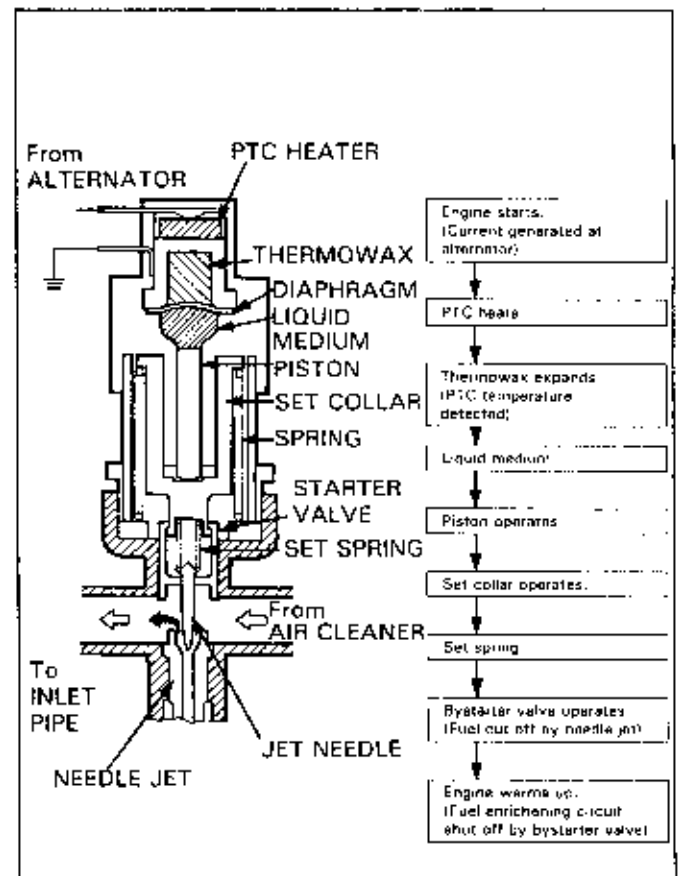 From
ALTERNATOR
PTC HEATER
THERMOWAX
DIAPHRAGM
LIQUID
MEDIUM
PISTON
SET COLLAR
SPRING
STARTER
VALVE
SET SPRING
From
AIR CLEANER
To
INLET
PIPE
JET NEEDLE
NEEDLE JET
Engine starts.
(Current generated at
alternator)
PTC heats
Thermowax expands
(PTC temperature
detected)
Liquid medium
Piston operates
Set collar operates.
Set spring
Bystarter valve operates
(Fuel cut off by needle jet)
Engine warms up.
(Fuel enrichening circuit
shut off by bystarter valve)